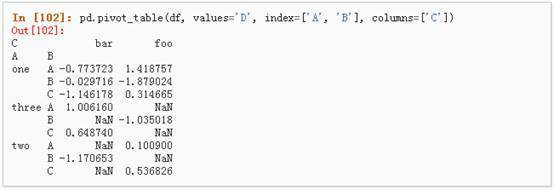 In [102]: pd.pivot_table(df, values='D', index=['A', 'B'], columns=['C'])
Out[102]:
C bar foo
A B
one A -0.773723 1.418757
B -0.029716 -1.879024
C -1.146178 0.314665
three A 1.006160 NaN
B NaN -1.035018
C 0.648740 NaN
two A NaN 0.100900
B -1.170653 NaN
C NaN 0.536826